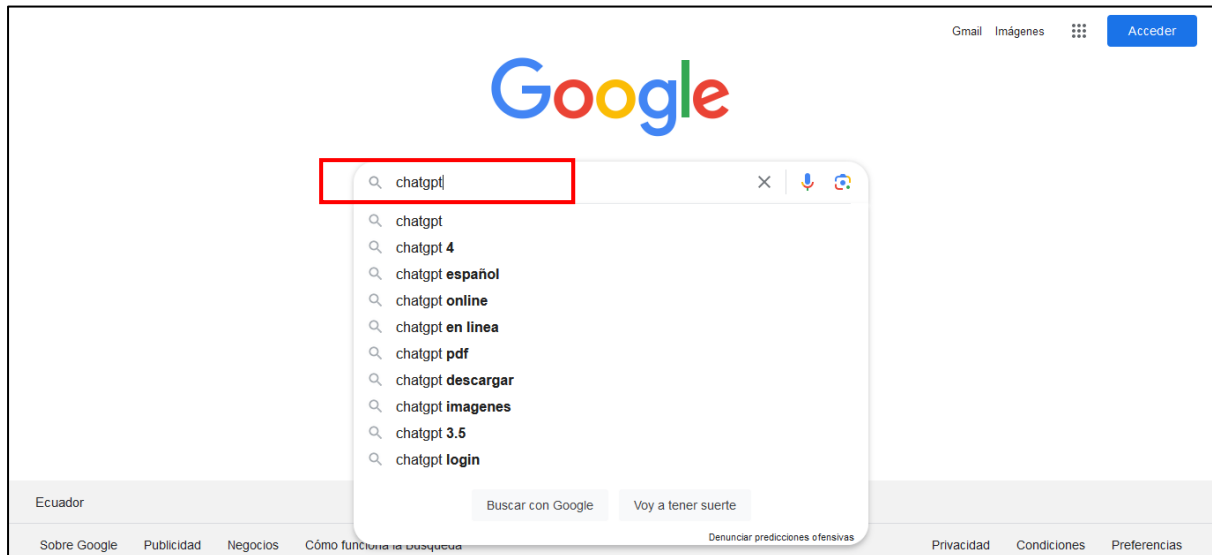 Gmail Imágenes Acceder
Google
chatgpt
chatgpt
chatgpt 4
chatgpt español
chatgpt online
chatgpt en linea
chatgpt pdf
chatgpt descargar
chatgpt imagenes
chatgpt 3.5
chatgpt login
Buscar con Google Voy a tener suerte
Denunciar predicciones ofensivas
Ecuador
Sobre Google Publicidad Negocios Cómo funciona la Búsqueda Privacidad Condiciones Preferencias